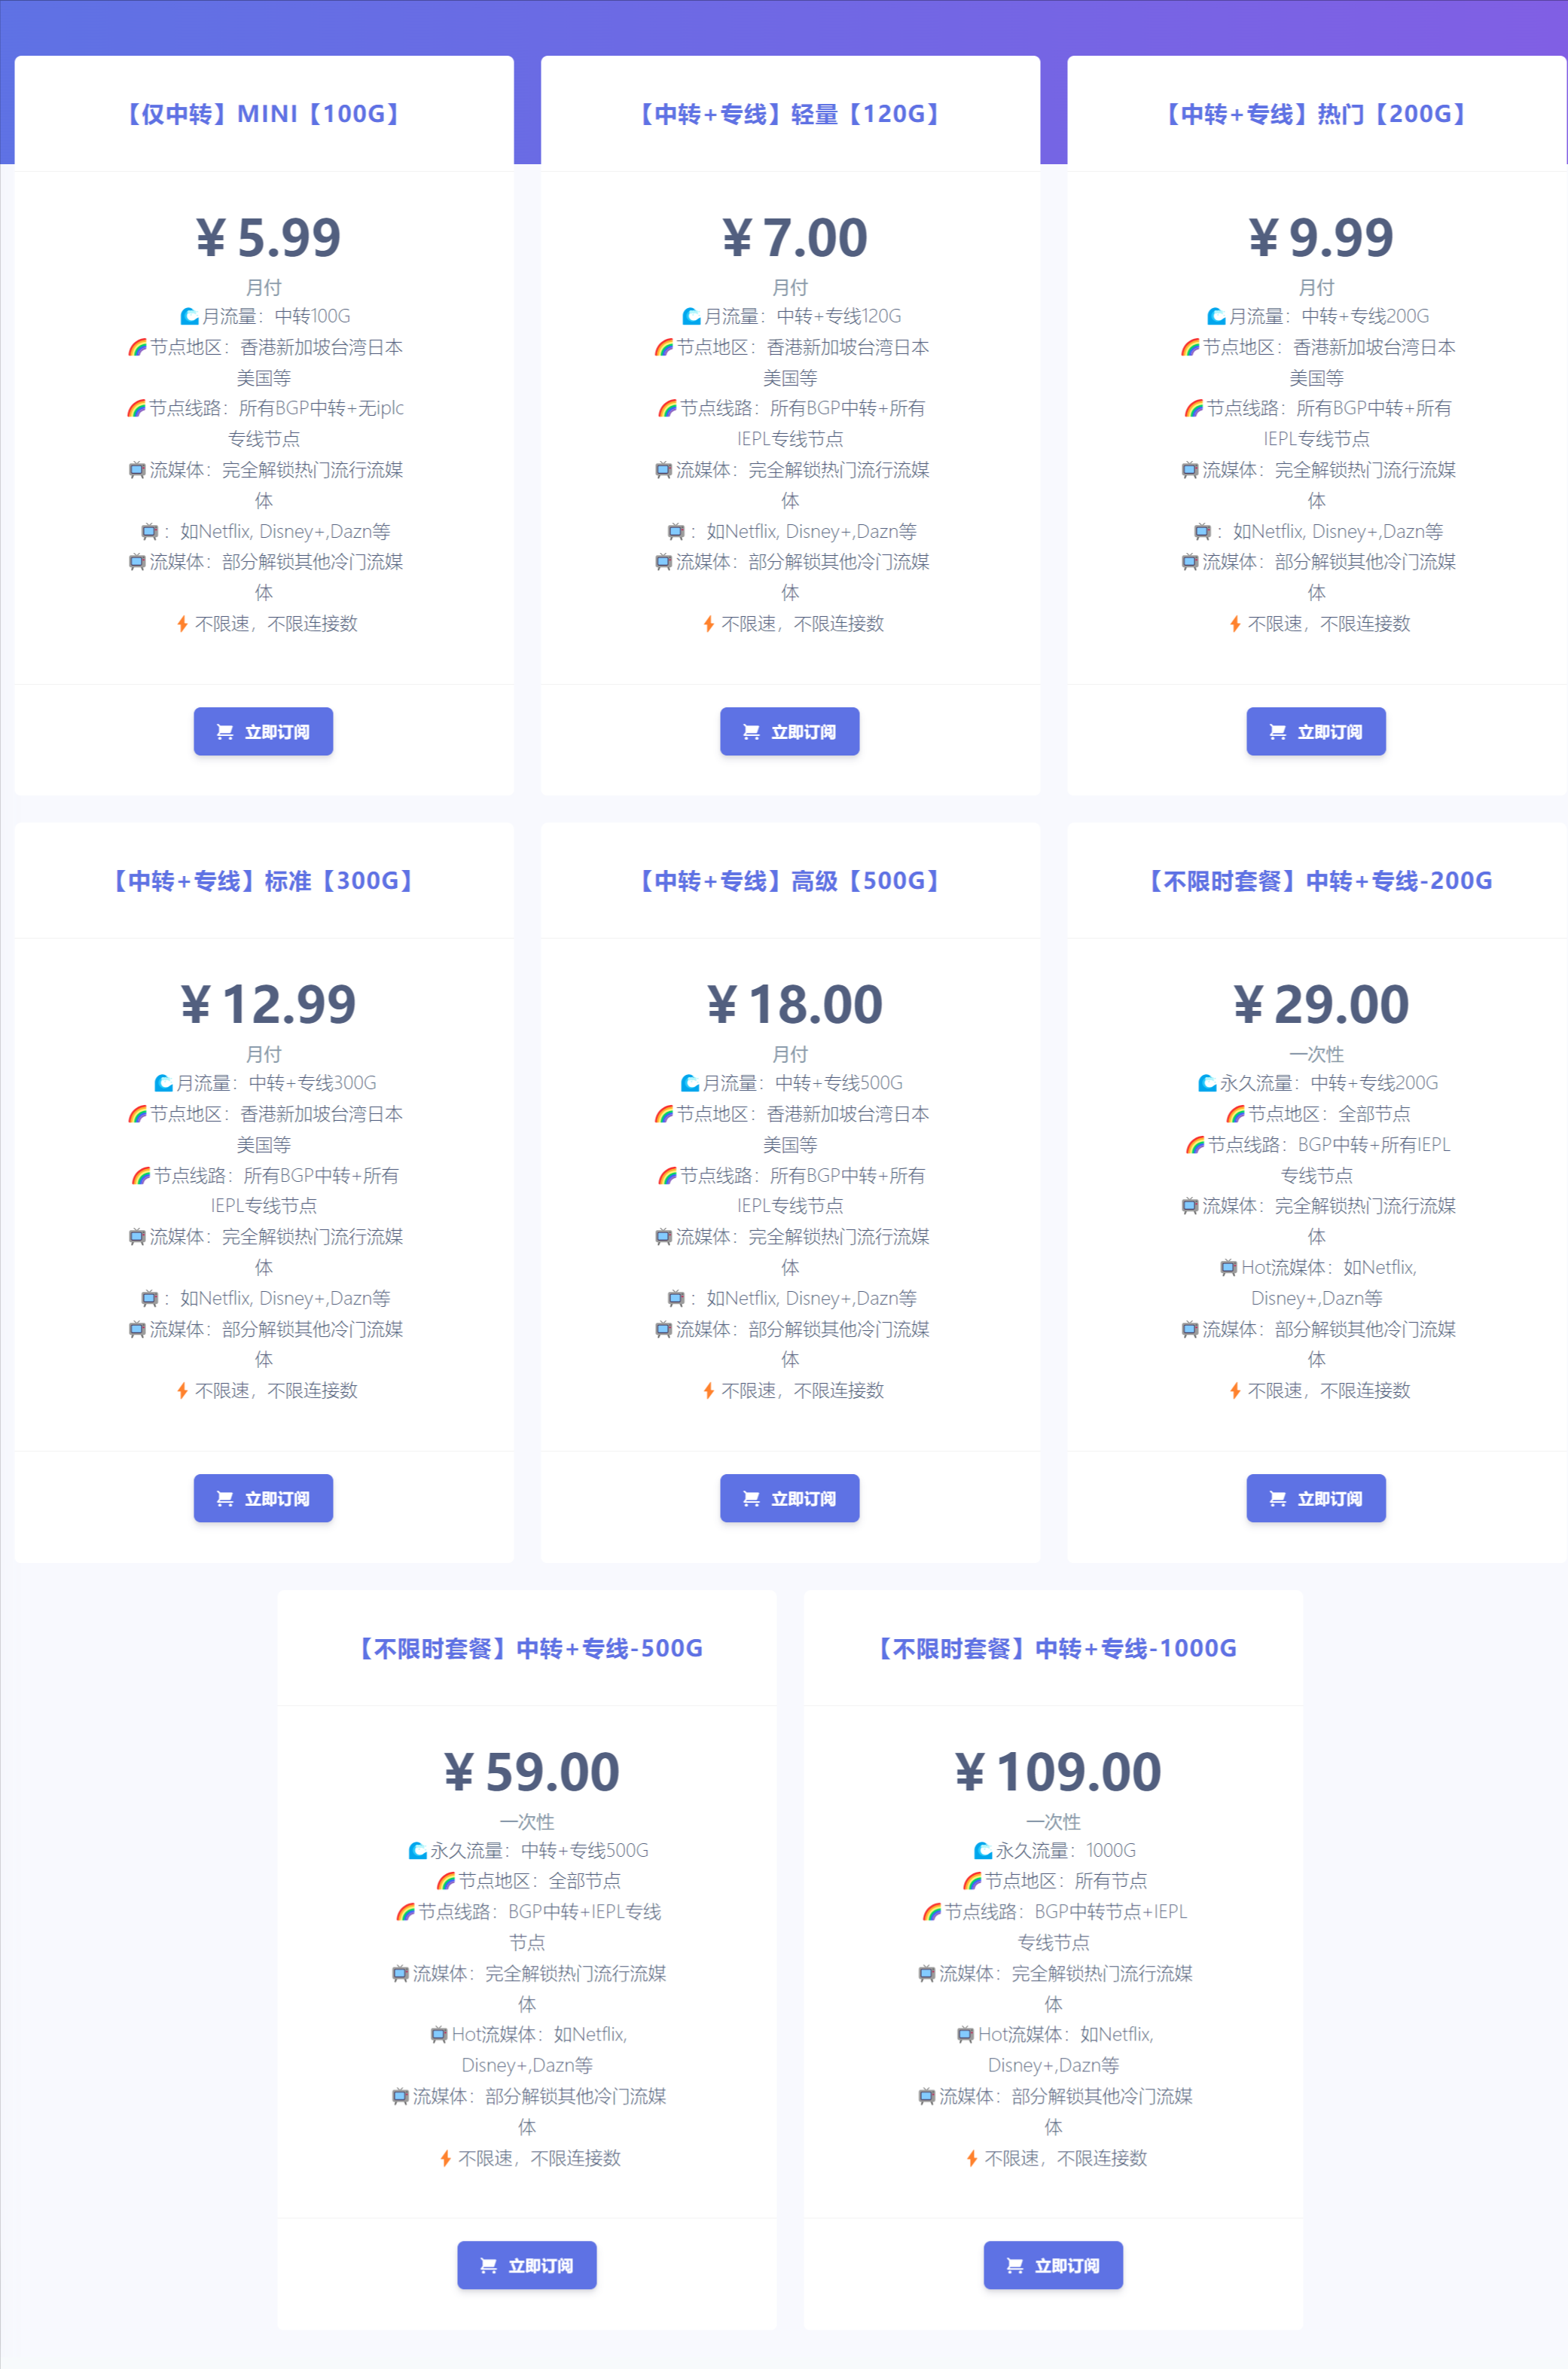 【仅中转】MINI【100G】
¥ 5.99
月付
🌊月流量：中转100G
🌈节点地区：香港新加坡台湾日本
美国等
🌈节点线路：所有BGP中转+无iplc
专线节点
📺流媒体：完全解锁热门流行流媒
体
📺：如Netflix, Disney+,Dazn等
📺流媒体：部分解锁其他冷门流媒
体
⚡不限速，不限连接数
立即订阅
【中转+专线】轻量【120G】
¥ 7.00
月付
🌊月流量：中转+专线120G
🌈节点地区：香港新加坡台湾日本
美国等
🌈节点线路：所有BGP中转+所有
IEPL专线节点
📺流媒体：完全解锁热门流行流媒
体
📺：如Netflix, Disney+,Dazn等
📺流媒体：部分解锁其他冷门流媒
体
⚡不限速，不限连接数
立即订阅
【中转+专线】热门【200G】
¥ 9.99
月付
🌊月流量：中转+专线200G
🌈节点地区：香港新加坡台湾日本
美国等
🌈节点线路：所有BGP中转+所有
IEPL专线节点
📺流媒体：完全解锁热门流行流媒
体
📺：如Netflix, Disney+,Dazn等
📺流媒体：部分解锁其他冷门流媒
体
⚡不限速，不限连接数
立即订阅
【中转+专线】标准【300G】
¥ 12.99
月付
🌊月流量：中转+专线300G
🌈节点地区：香港新加坡台湾日本
美国等
🌈节点线路：所有BGP中转+所有
IEPL专线节点
📺流媒体：完全解锁热门流行流媒
体
📺：如Netflix, Disney+,Dazn等
📺流媒体：部分解锁其他冷门流媒
体
⚡不限速，不限连接数
立即订阅
【中转+专线】高级【500G】
¥ 18.00
月付
🌊月流量：中转+专线500G
🌈节点地区：香港新加坡台湾日本
美国等
🌈节点线路：所有BGP中转+所有
IEPL专线节点
📺流媒体：完全解锁热门流行流媒
体
📺：如Netflix, Disney+,Dazn等
📺流媒体：部分解锁其他冷门流媒
体
⚡不限速，不限连接数
立即订阅
【不限时套餐】中转+专线-200G
¥ 29.00
一次性
🌊永久流量：中转+专线200G
🌈节点地区：全部节点
🌈节点线路：BGP中转+所有IEPL
专线节点
📺流媒体：完全解锁热门流行流媒
体
📺Hot流媒体：如Netflix,
Disney+,Dazn等
📺流媒体：部分解锁其他冷门流媒
体
⚡不限速，不限连接数
立即订阅
【不限时套餐】中转+专线-500G
¥ 59.00
一次性
🌊永久流量：中转+专线500G
🌈节点地区：全部节点
🌈节点线路：BGP中转+IEPL专线
节点
📺流媒体：完全解锁热门流行流媒
体
📺Hot流媒体：如Netflix,
Disney+,Dazn等
📺流媒体：部分解锁其他冷门流媒
体
⚡不限速，不限连接数
立即订阅
【不限时套餐】中转+专线-1000G
¥ 109.00
一次性
🌊永久流量：1000G
🌈节点地区：所有节点
🌈节点线路：BGP中转节点+IEPL
专线节点
📺流媒体：完全解锁热门流行流媒
体
📺Hot流媒体：如Netflix,
Disney+,Dazn等
📺流媒体：部分解锁其他冷门流媒
体
⚡不限速，不限连接数
立即订阅